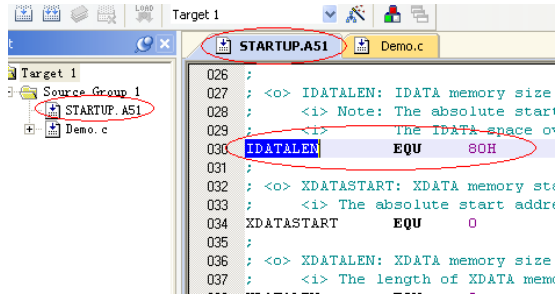 LOAD
Target 1
STARTUP.A51 Demo.c
Target 1
Source Group 1
STARTUP.A51
Demo.c
026 ;
027 ; <o> IDATALEN: IDATA memory size
028 ; <i> Note: The absolute start
029 ; <i> The IDATA space ov
030 IDATALEN EQU 80H
031 ;
032 ; <o> XDATASTART: XDATA memory sta
033 ; <i> The absolute start addre
034 XDATASTART EQU 0
035 ;
036 ; <o> XDATALEN: XDATA memory size
037 ; <i> The length of XDATA memo